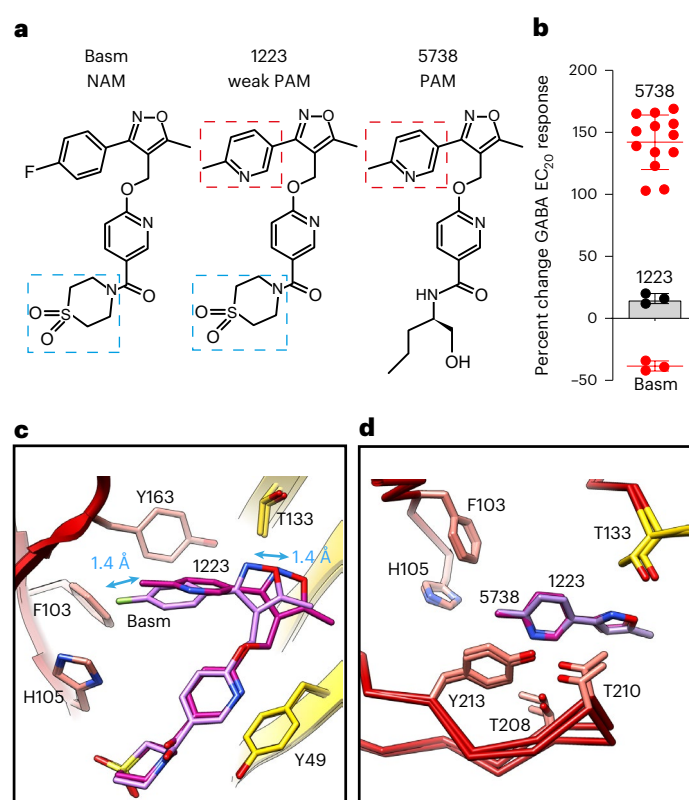 a
Basm
NAM
1223
weak PAM
5738
PAM
N O
O
F
N
N
O
S
O
O
N O
O
N
N
N
O
S
O
O
N O
O
N
N
HN
O
OH
b
Percent change GABA EC20 response
200
150
100
50
0
−50
5738
1223
Basm
c
Y163
T133
1.4 Å
1.4 Å
1223
F103
Basm
H105
Y49
d
F103
T133
H105
1223
5738
Y213
T210
T208